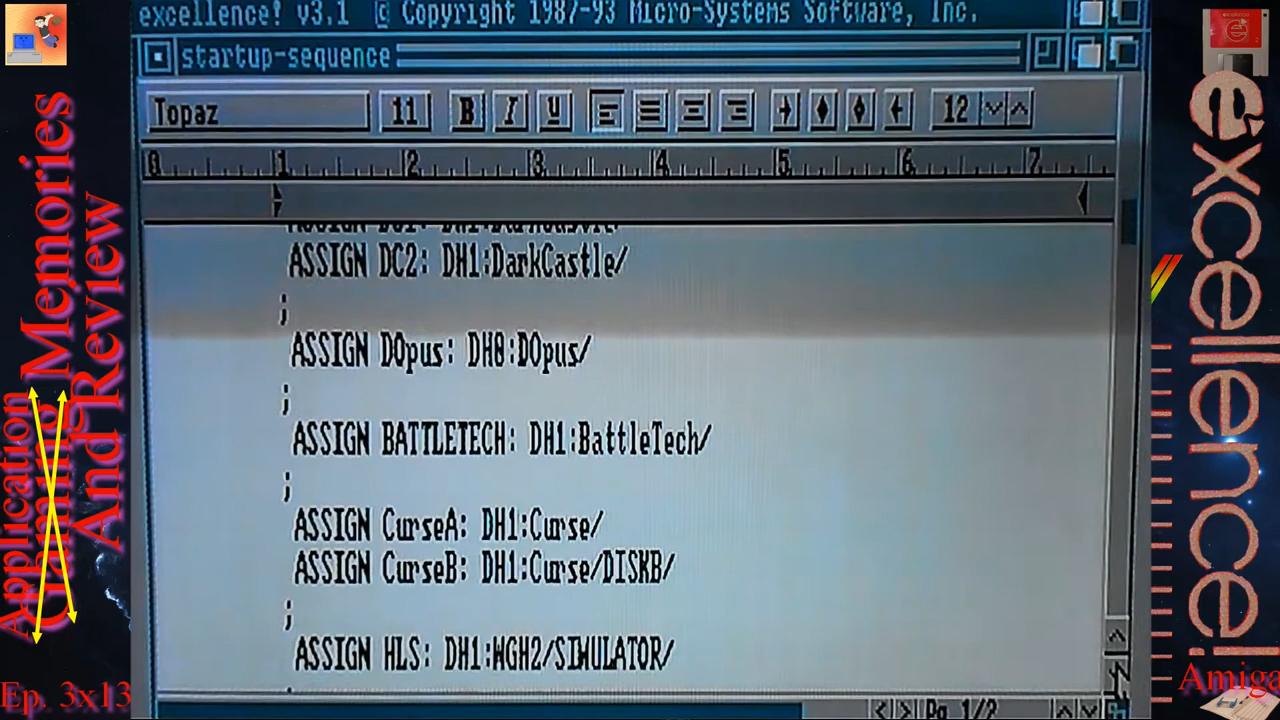 excellence! v3.1 © Copyright 1987-93 Micro-Systems Software, Inc.
startup-sequence
Topaz 11 B I U 12
0 1 2 3 4 5 6 7
ASSIGN DC2: DH1:DarkCastle/
;
ASSIGN DOpus: DH0:DOpus/
;
ASSIGN BATTLETECH: DH1:BattleTech/
;
ASSIGN CurseA: DH1:Curse/
ASSIGN CurseB: DH1:Curse/DISKB/
;
ASSIGN HLS: DH1:WGH2/SIMULATOR/
Pg 1/2
Application
Gaming Memories
And Review
Ep. 3x13
excellence!
Amiga